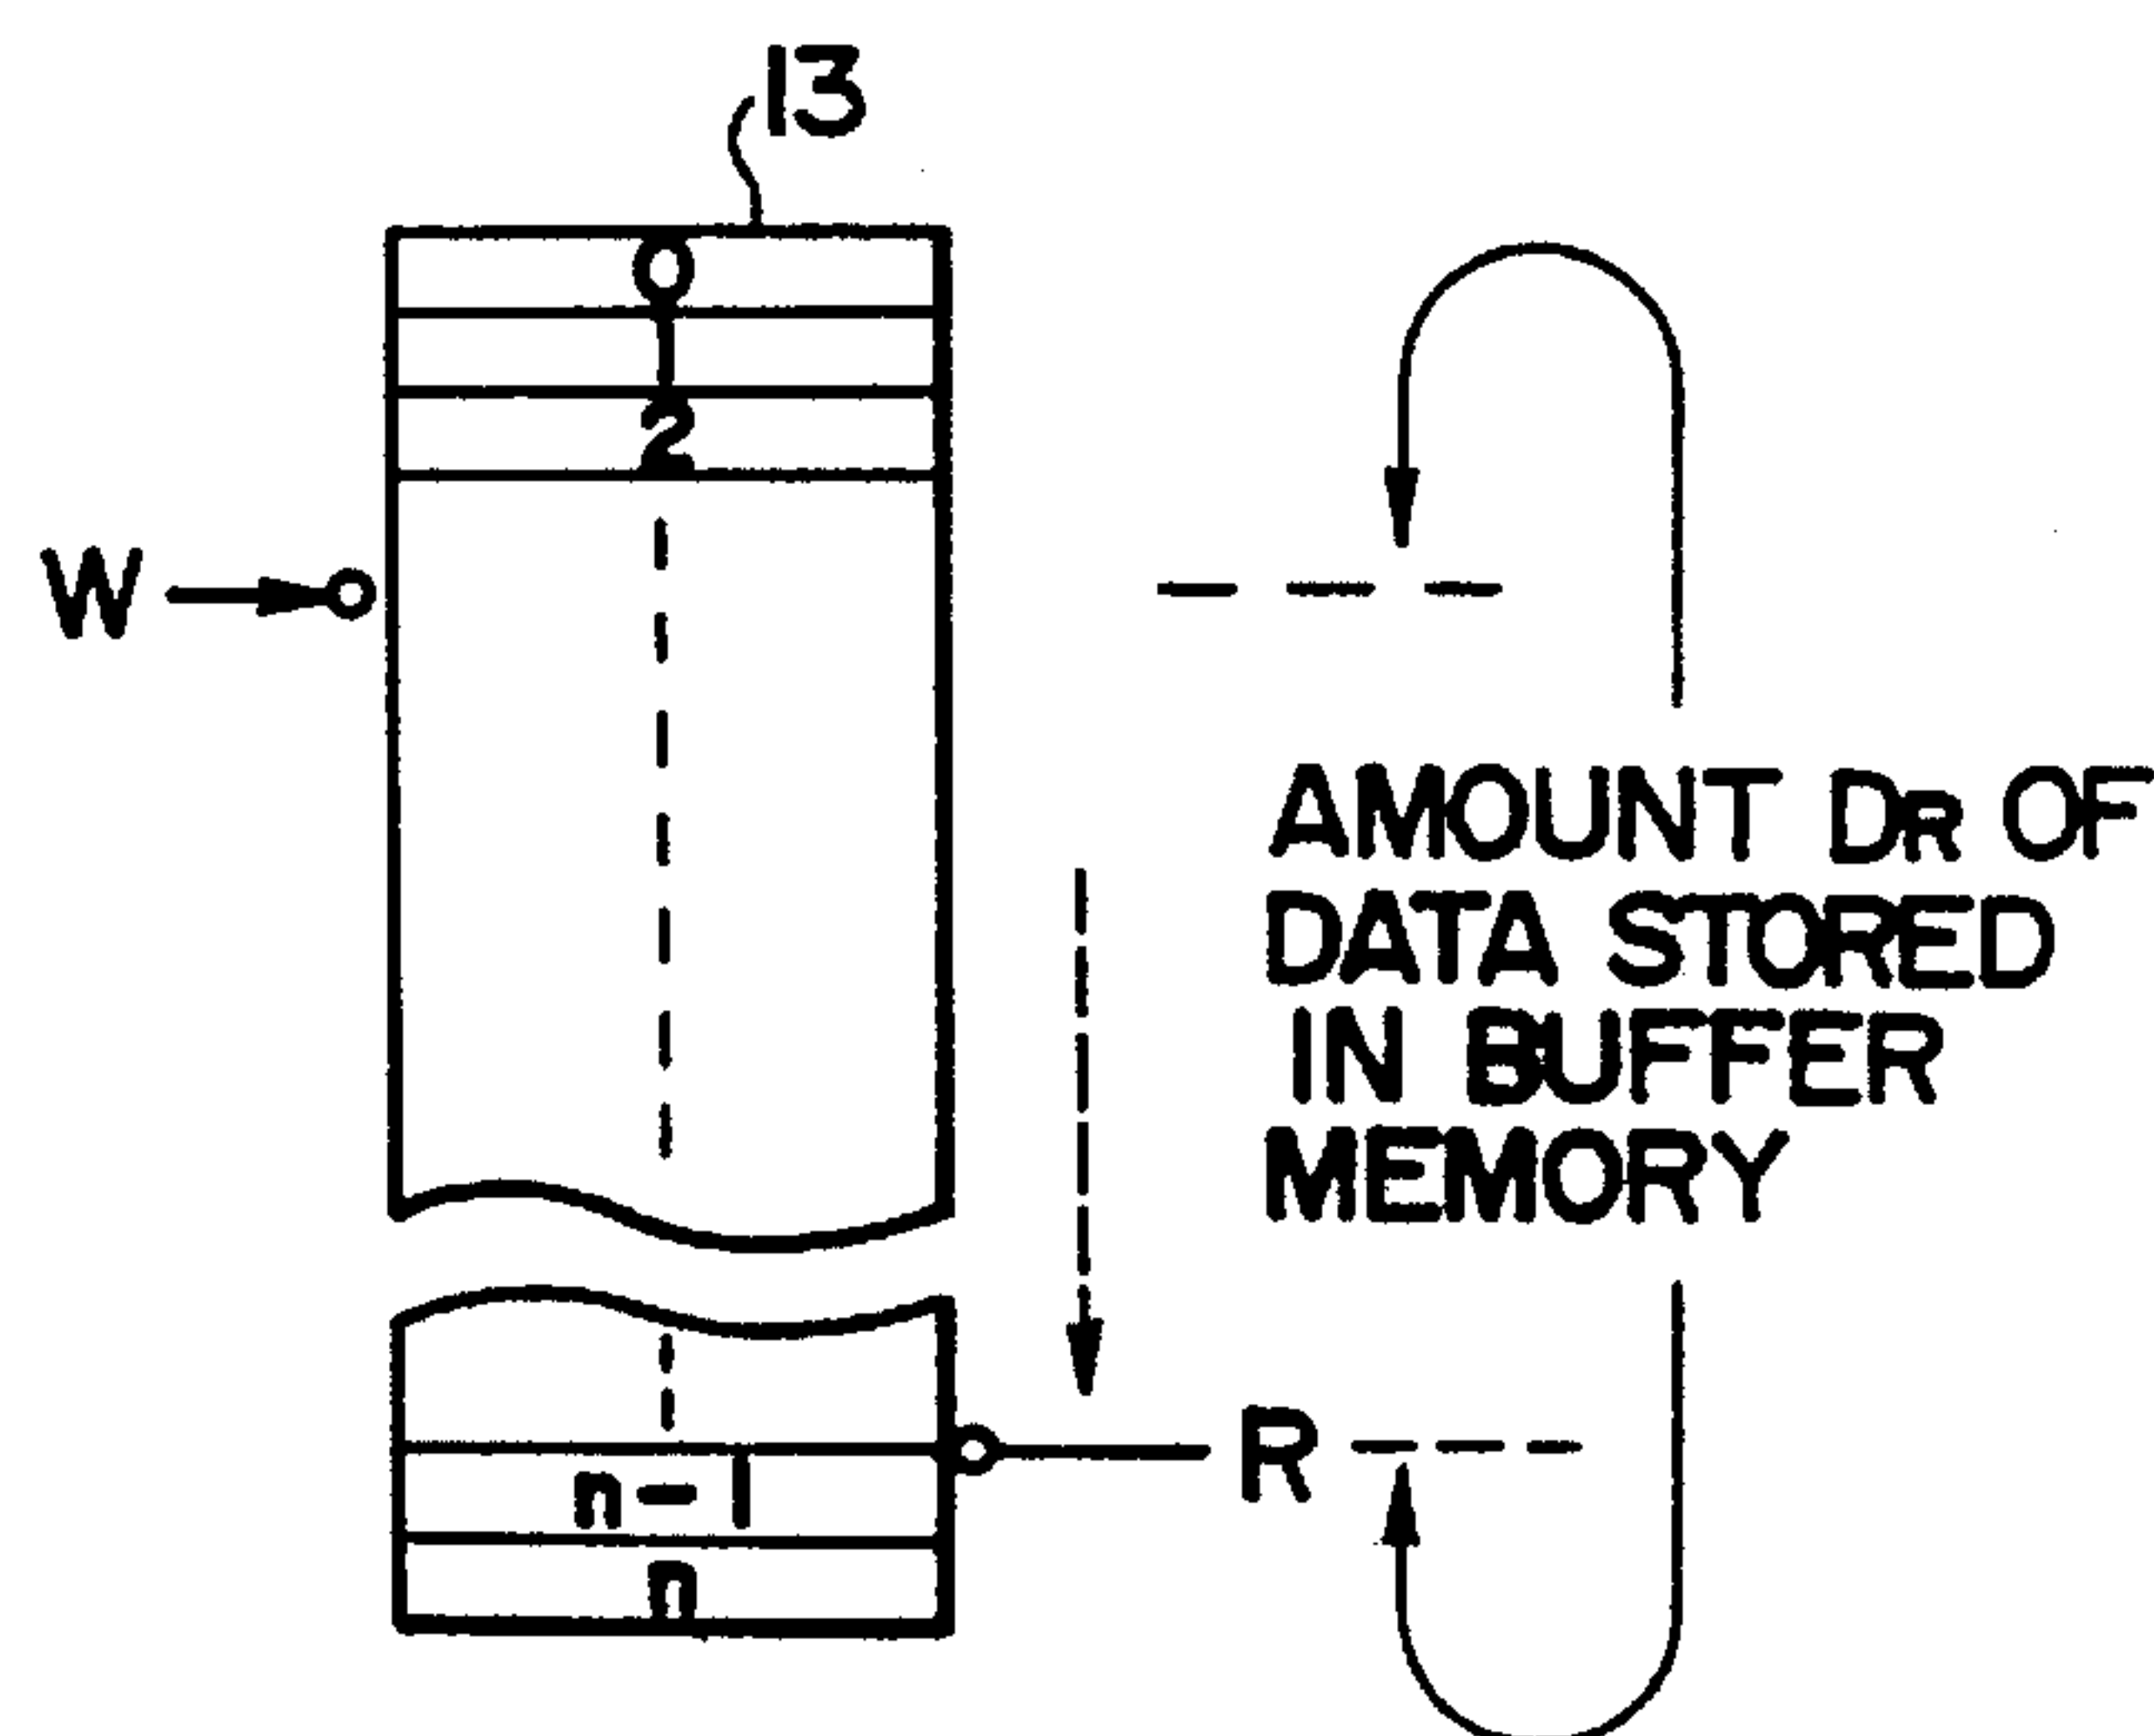 13
0
1
2
W
AMOUNT DR OF
DATA STORED
IN BUFFER
MEMORY
R
n-1
n